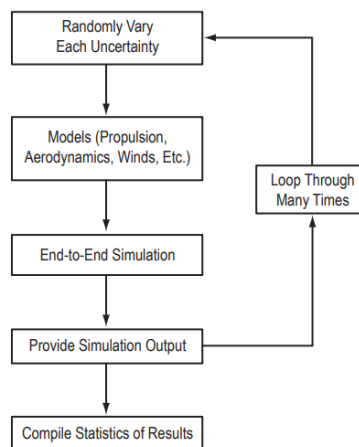 Randomly Vary
Each Uncertainty
Models (Propulsion,
Aerodynamics, Winds, Etc.)
Loop Through
Many Times
End-to-End Simulation
Provide Simulation Output
Compile Statistics of Results